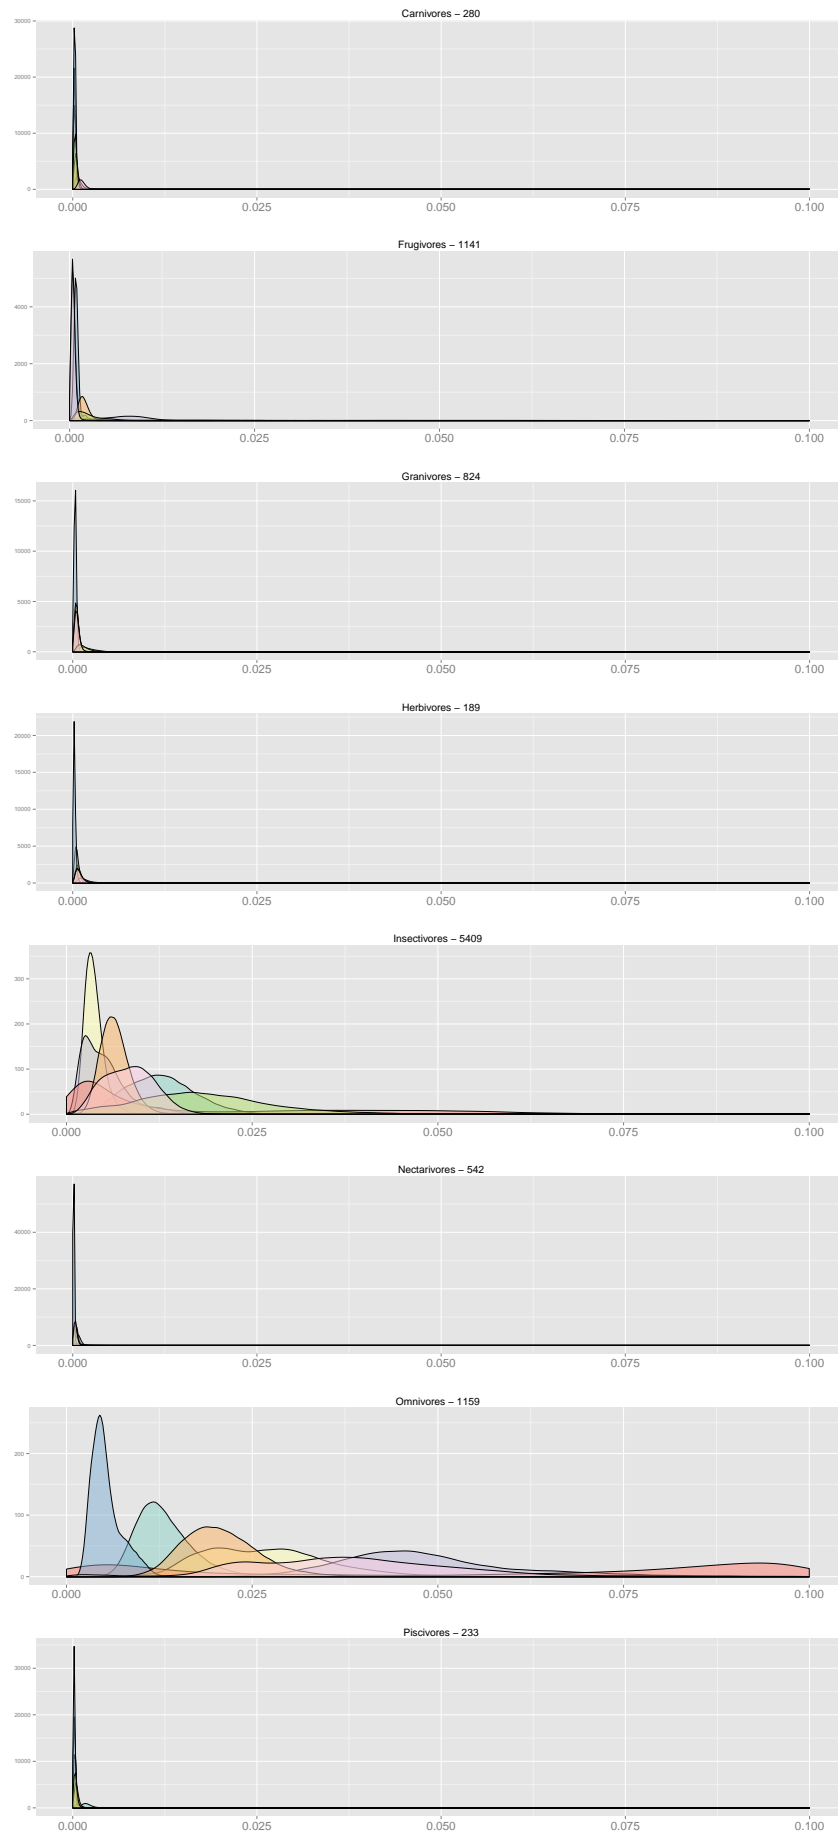 Carnivores – 280
30000
20000
10000
0
0.000 0.025 0.050 0.075 0.100
Frugivores – 1141
4000
2000
0
0.000 0.025 0.050 0.075 0.100
Granivores – 824
15000
10000
5000
0
0.000 0.025 0.050 0.075 0.100
Herbivores – 189
20000
15000
10000
5000
0
0.000 0.025 0.050 0.075 0.100
Insectivores – 5409
300
200
100
0
0.000 0.025 0.050 0.075 0.100
Nectarivores – 542
40000
20000
0
0.000 0.025 0.050 0.075 0.100
Omnivores – 1159
200
100
0
0.000 0.025 0.050 0.075 0.100
Piscivores – 233
30000
20000
10000
0
0.000 0.025 0.050 0.075 0.100